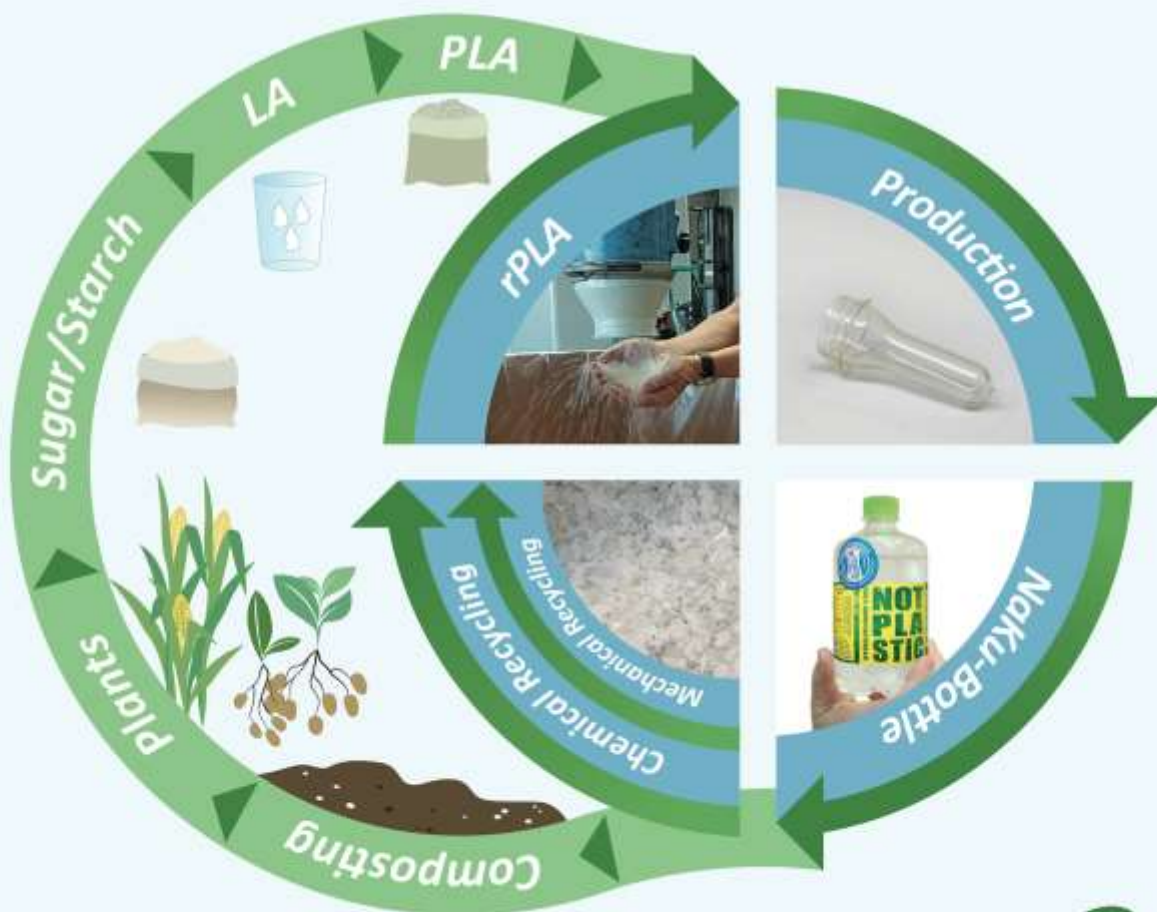 PLA
LA
Sugar/Starch
Plants
Composting
rPLA
Production
NaKu-Bottle
NOT
PLA
STiC
Mechanical Recycling
Chemical Recycling